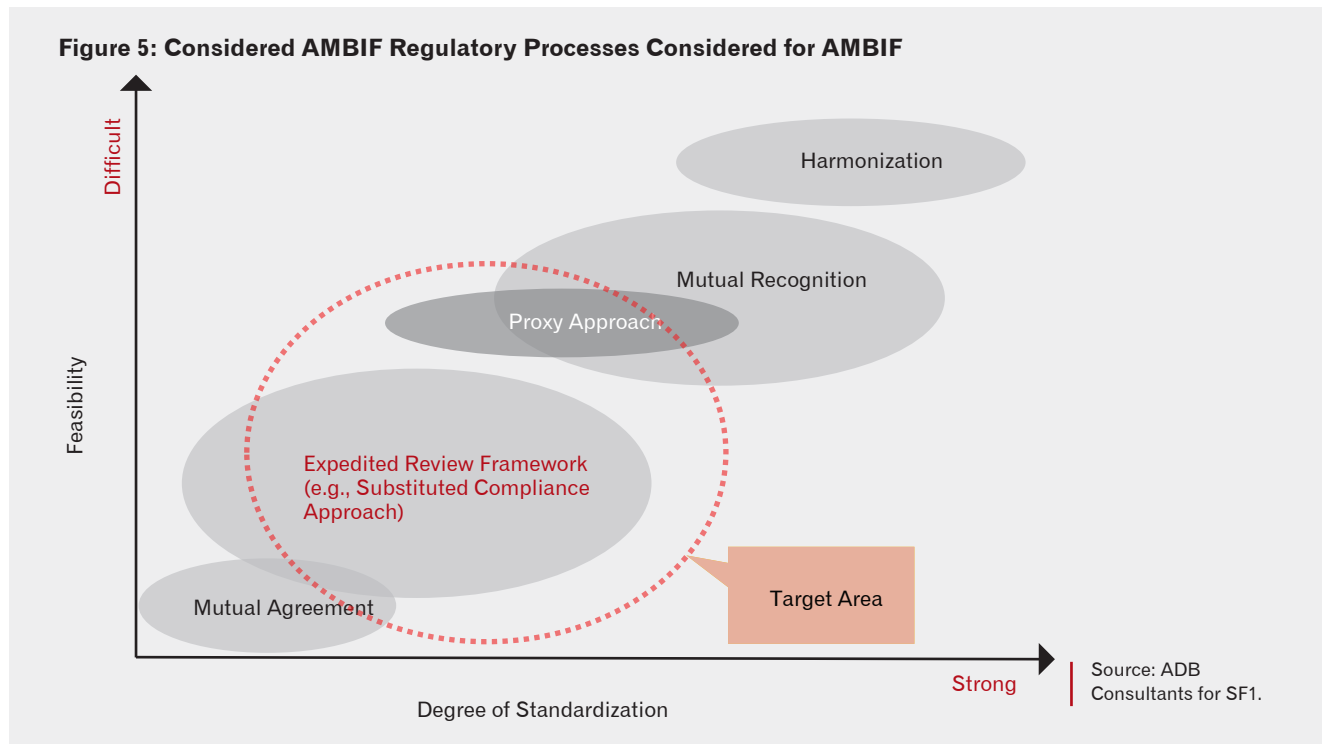 Figure 5: Considered AMBIF Regulatory Processes Considered for AMBIF
Difficult
Harmonization
Mutual Recognition
Proxy Approach
Feasibility
Expedited Review Framework
(e.g., Substituted Compliance
Approach)
Target Area
Mutual Agreement
Strong
Degree of Standardization
Source: ADB
Consultants for SF1.